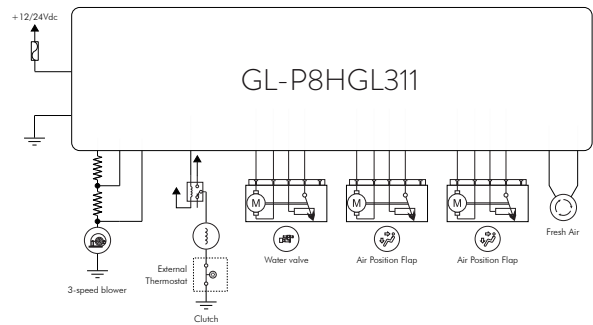 +12/24Vdc
GL-P8HGL311
M
M
M
Fresh Air
Water valve
Air Position Flap
Air Position Flap
External
Thermostat
3-speed blower
Clutch